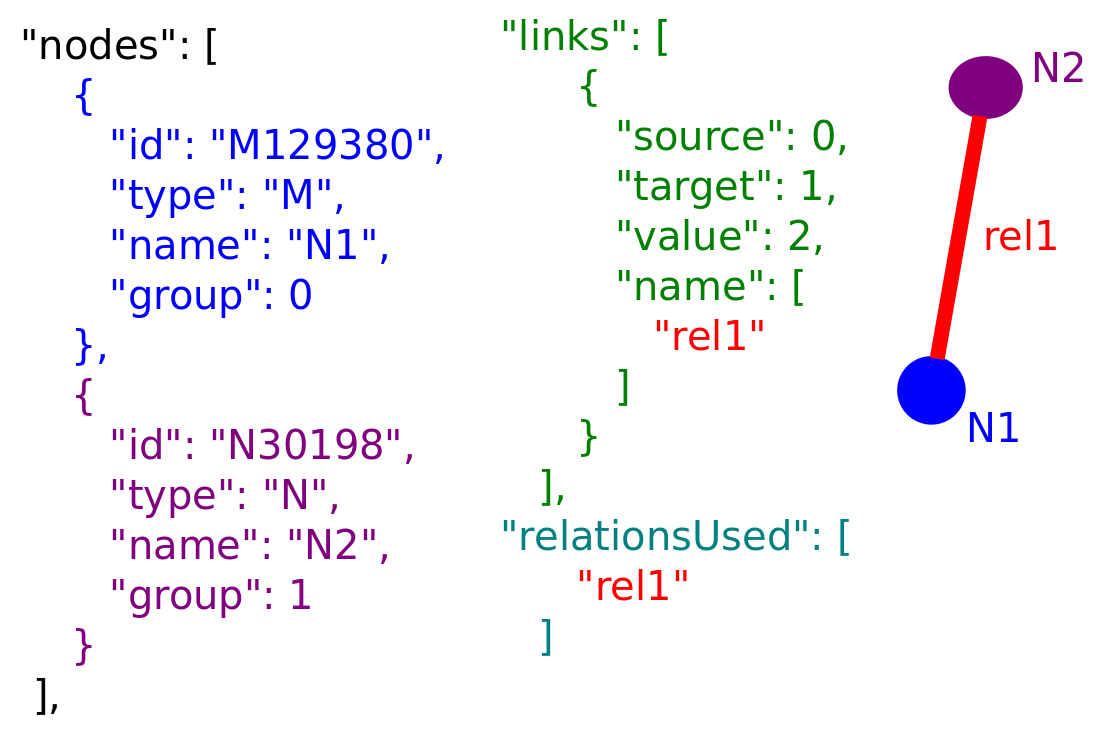 "nodes": [
{
"id": "M129380",
"type": "M",
"name": "N1",
"group": 0
},
{
"id": "N30198",
"type": "N",
"name": "N2",
"group": 1
}
],
"links": [
{
"source": 0,
"target": 1,
"value": 2,
"name": [
"rel1"
]
}
],
"relationsUsed": [
"rel1"
]
N2
rel1
N1